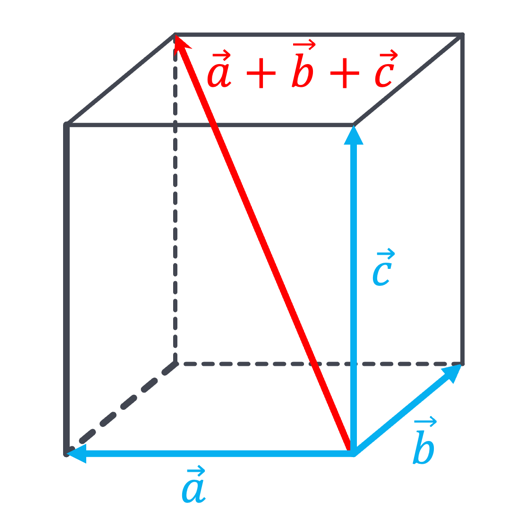 a⃗ + b⃗ + c⃗
c⃗
b⃗
a⃗